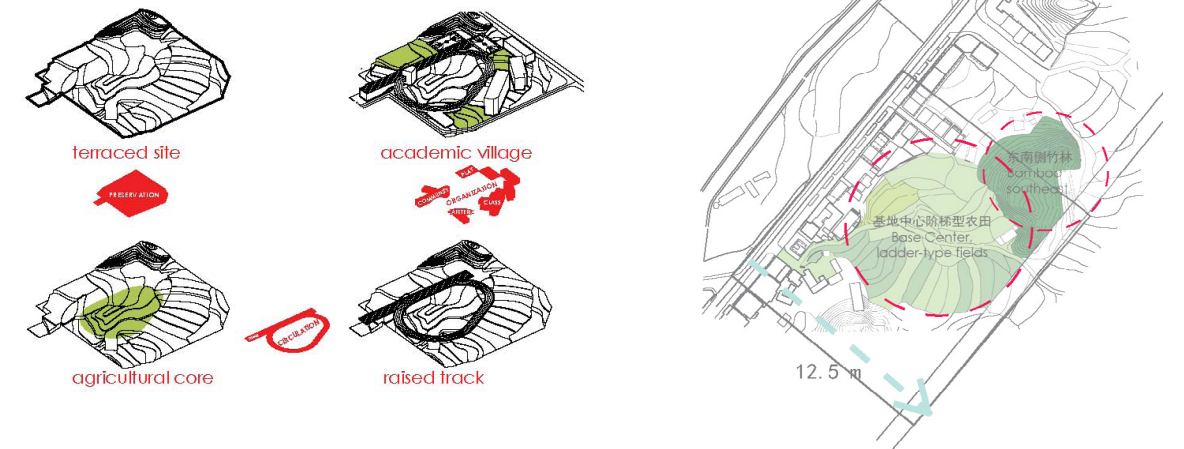 terraced site
academic village
PRESERVATION
PLAY
COMMUNITY
ORGANIZATION
CLASS
agricultural core
CIRCULATION
raised track
东南侧竹林
Bamboo
southeast
基地中心阶梯型农田
Base Center,
ladder-type fields
12.5 m